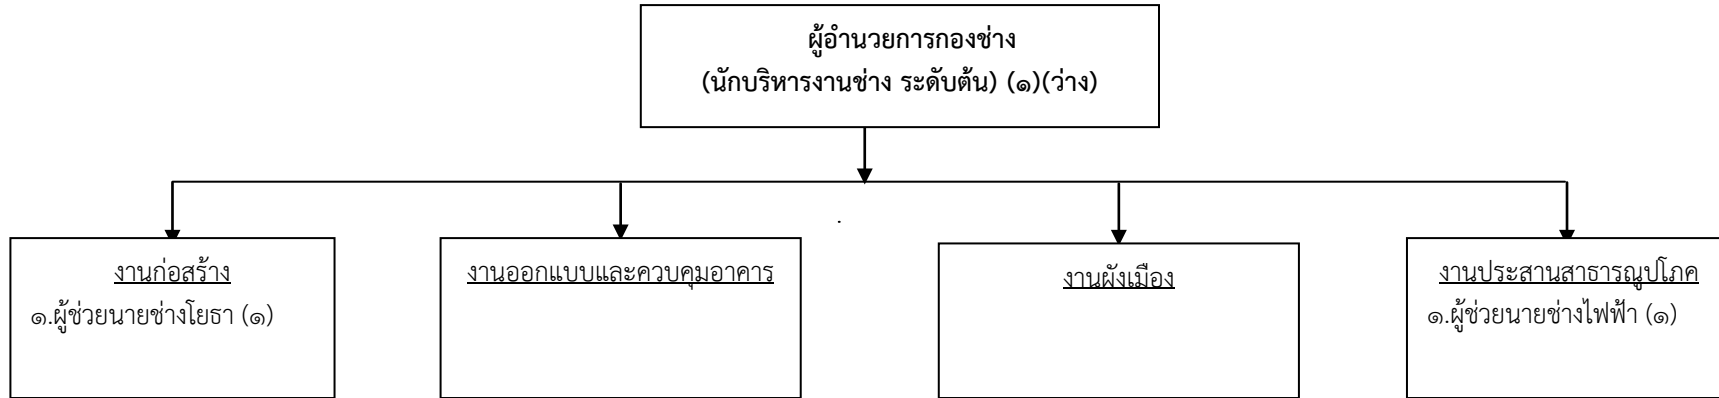 ผู้อำนวยการกองช่าง
(นักบริหารงานช่าง ระดับต้น) (๑)(ว่าง)
งานก่อสร้าง
๑.ผู้ช่วยนายช่างโยธา (๑)
งานออกแบบและควบคุมอาคาร
งานผังเมือง
งานประสานสาธารณูปโภค
๑.ผู้ช่วยนายช่างไฟฟ้า (๑)